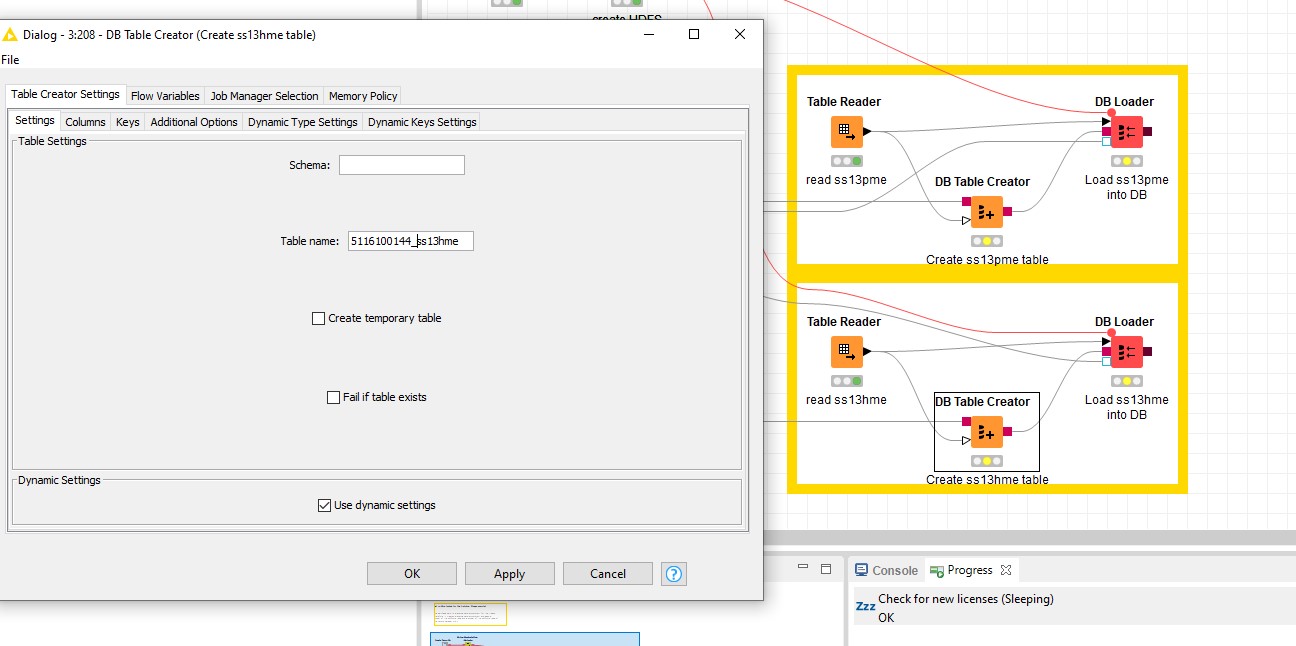 create HDFS
Dialog - 3:208 - DB Table Creator (Create ss13hme table)
File
Table Creator Settings Flow Variables Job Manager Selection Memory Policy
Settings Columns Keys Additional Options Dynamic Type Settings Dynamic Keys Settings
Table Settings
Schema:
Table name: 5116100144_ss13hme
Create temporary table
Fail if table exists
Dynamic Settings
Use dynamic settings
OK Apply Cancel ?
Table Reader
read ss13pme
DB Table Creator
Create ss13pme table
DB Loader
Load ss13pme
into DB
Table Reader
read ss13hme
DB Table Creator
Create ss13hme table
DB Loader
Load ss13hme
into DB
Console Progress
Zzz Check for new licenses (Sleeping)
OK